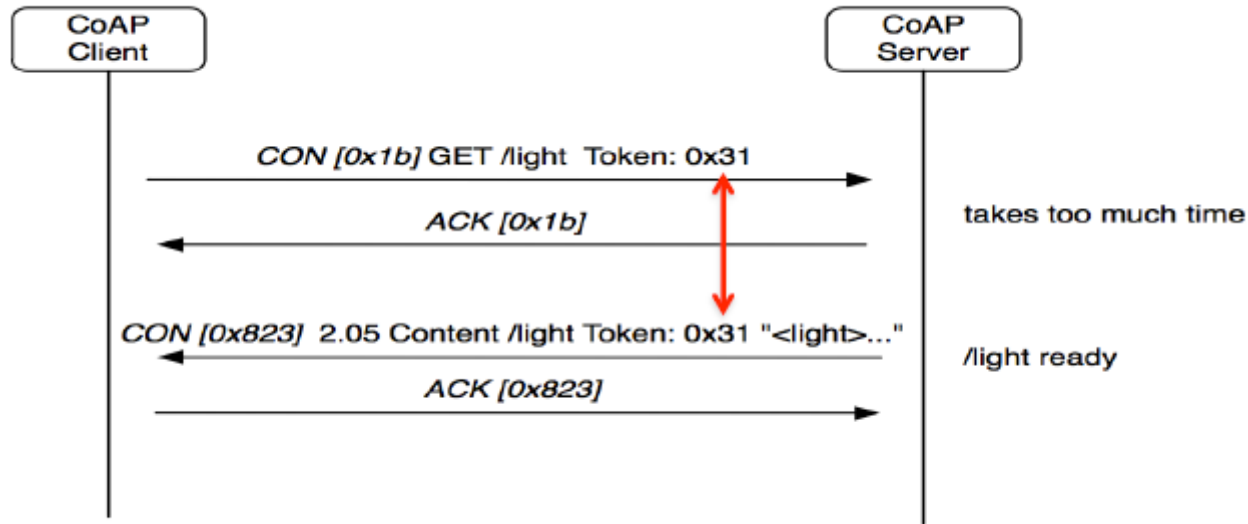 CoAP
Client
CoAP
Server
CON [0x1b] GET /light Token: 0x31
takes too much time
ACK [0x1b]
CON [0x823] 2.05 Content /light Token: 0x31 "<light>..."
/light ready
ACK [0x823]